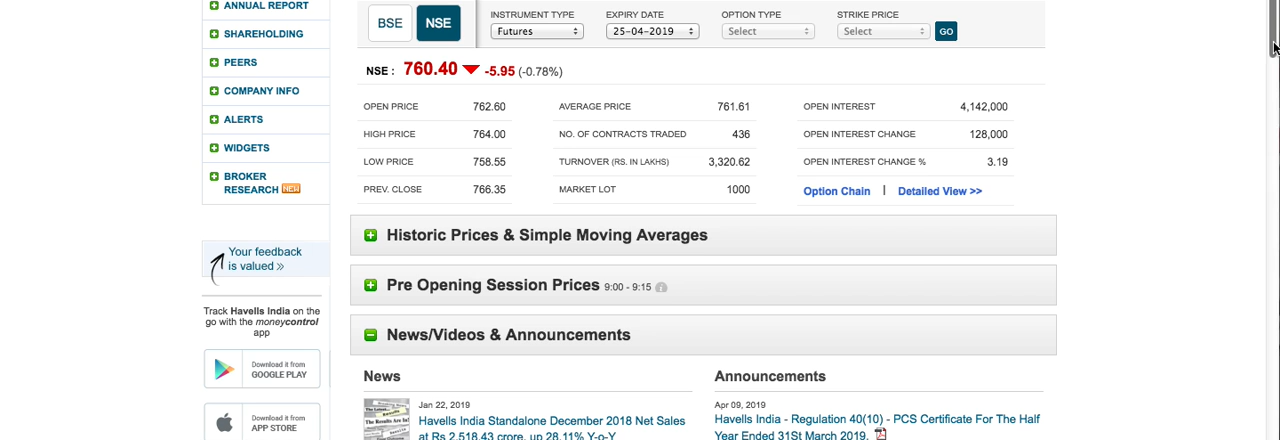 ANNUAL REPORT
SHAREHOLDING
PEERS
COMPANY INFO
ALERTS
WIDGETS
BROKER
RESEARCH NEW
Your feedback
is valued »
Track Havells India on the
go with the moneycontrol
app
Download it from
GOOGLE PLAY
Download it from
APP STORE
BSE NSE
INSTRUMENT TYPE EXPIRY DATE OPTION TYPE STRIKE PRICE
Futures 25-04-2019 Select Select GO
NSE : 760.40 -5.95 (-0.78%)
OPEN PRICE 762.60 AVERAGE PRICE 761.61 OPEN INTEREST 4,142,000
HIGH PRICE 764.00 NO. OF CONTRACTS TRADED 436 OPEN INTEREST CHANGE 128,000
LOW PRICE 758.55 TURNOVER (RS. IN LAKHS) 3,320.62 OPEN INTEREST CHANGE % 3.19
PREV. CLOSE 766.35 MARKET LOT 1000 Option Chain | Detailed View >>
Historic Prices & Simple Moving Averages
Pre Opening Session Prices 9:00 - 9:15
News/Videos & Announcements
News
Jan 22, 2019
Havells India Standalone December 2018 Net Sales
at Rs 2,518.43 crore, up 28.11% Y-o-Y
Announcements
Apr 09, 2019
Havells India - Regulation 40(10) - PCS Certificate For The Half
Year Ended 31St March 2019.